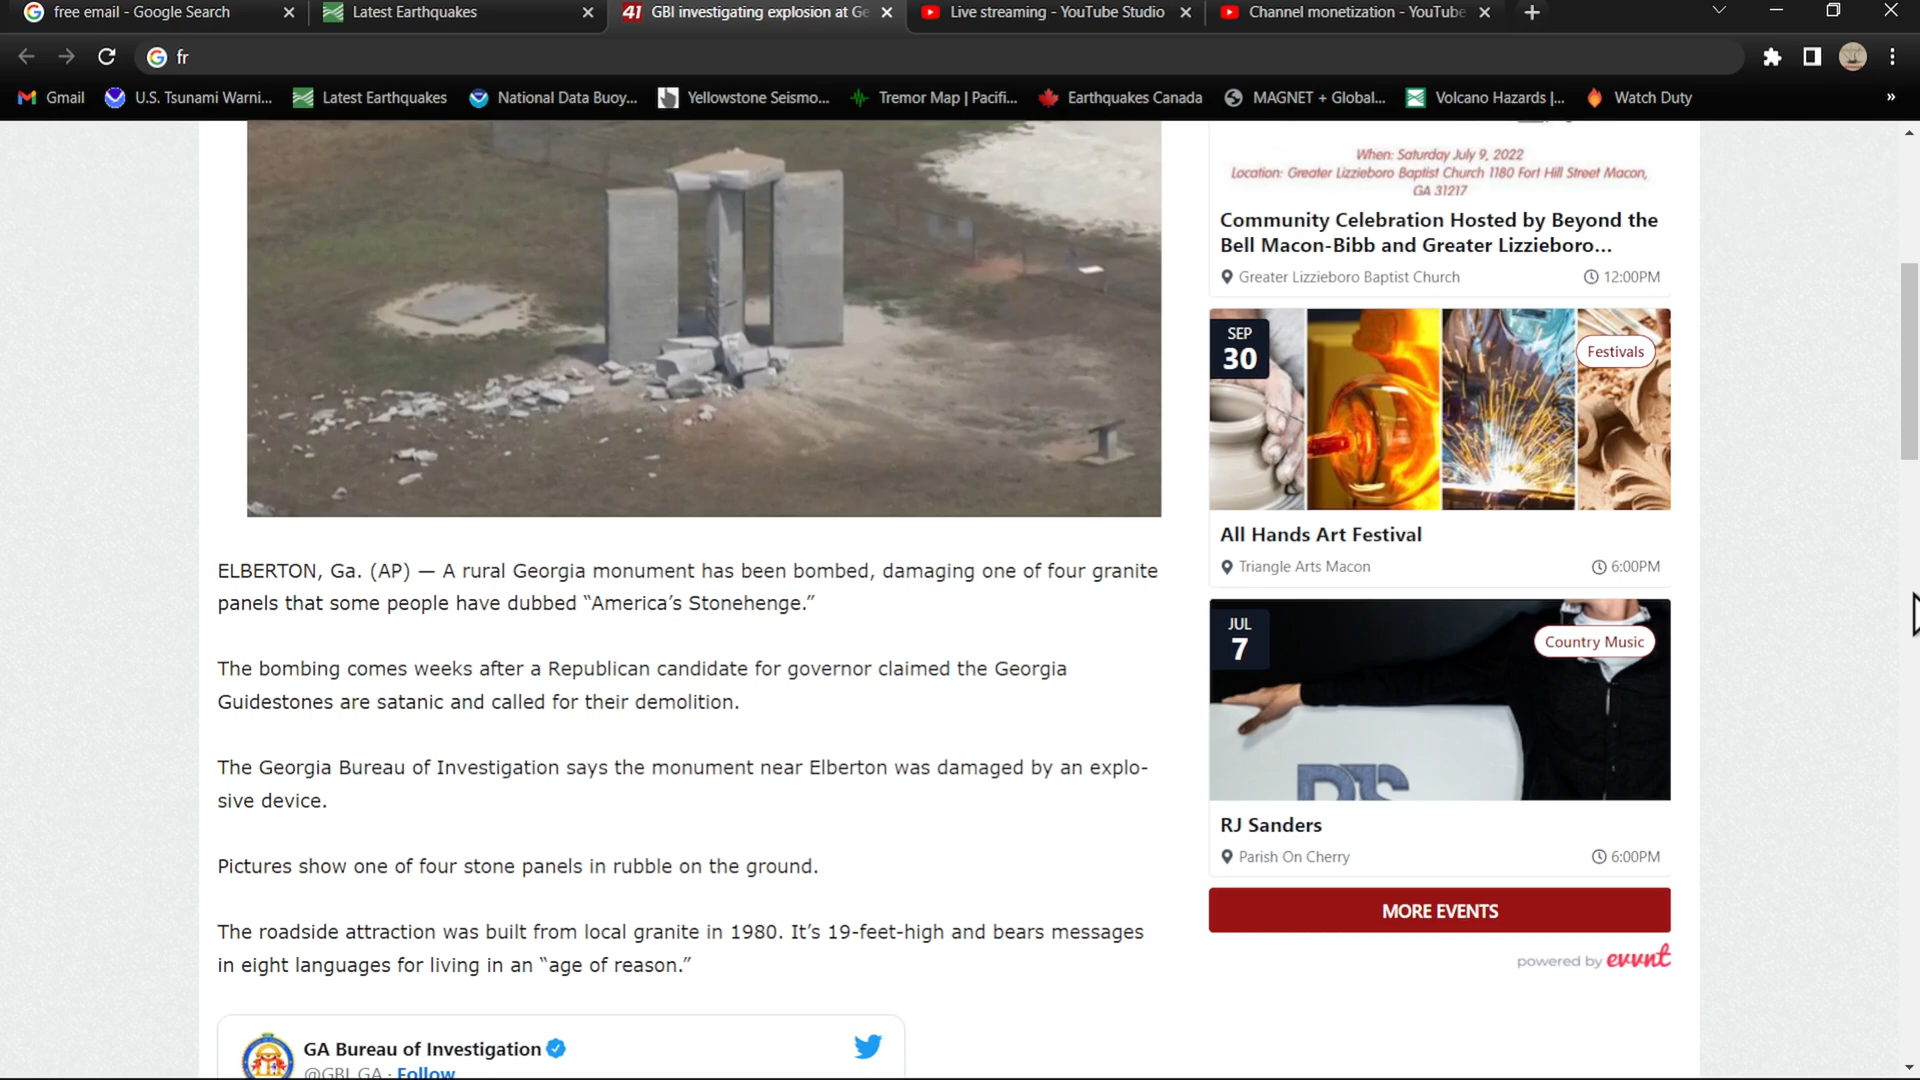 free email - Google Search
Latest Earthquakes
41 GBI investigating explosion at Ge
Live streaming - YouTube Studio
Channel monetization - YouTube
fr
Gmail
U.S. Tsunami Warni...
Latest Earthquakes
National Data Buoy...
Yellowstone Seismo...
Tremor Map | Pacifi...
Earthquakes Canada
MAGNET + Global...
Volcano Hazards |...
Watch Duty
»
ELBERTON, Ga. (AP) — A rural Georgia monument has been bombed, damaging one of four granite
panels that some people have dubbed “America’s Stonehenge.”
The bombing comes weeks after a Republican candidate for governor claimed the Georgia
Guidestones are satanic and called for their demolition.
The Georgia Bureau of Investigation says the monument near Elberton was damaged by an explo-
sive device.
Pictures show one of four stone panels in rubble on the ground.
The roadside attraction was built from local granite in 1980. It’s 19-feet-high and bears messages
in eight languages for living in an “age of reason.”
GA Bureau of Investigation
@GBI_GA · Follow
When: Saturday July 9, 2022
Location: Greater Lizzieboro Baptist Church 1180 Fort Hill Street Macon,
GA 31217
Community Celebration Hosted by Beyond the
Bell Macon-Bibb and Greater Lizzieboro...
Greater Lizzieboro Baptist Church
12:00PM
SEP
30
Festivals
All Hands Art Festival
Triangle Arts Macon
6:00PM
JUL
7
Country Music
RJ Sanders
Parish On Cherry
6:00PM
MORE EVENTS
powered by evvnt